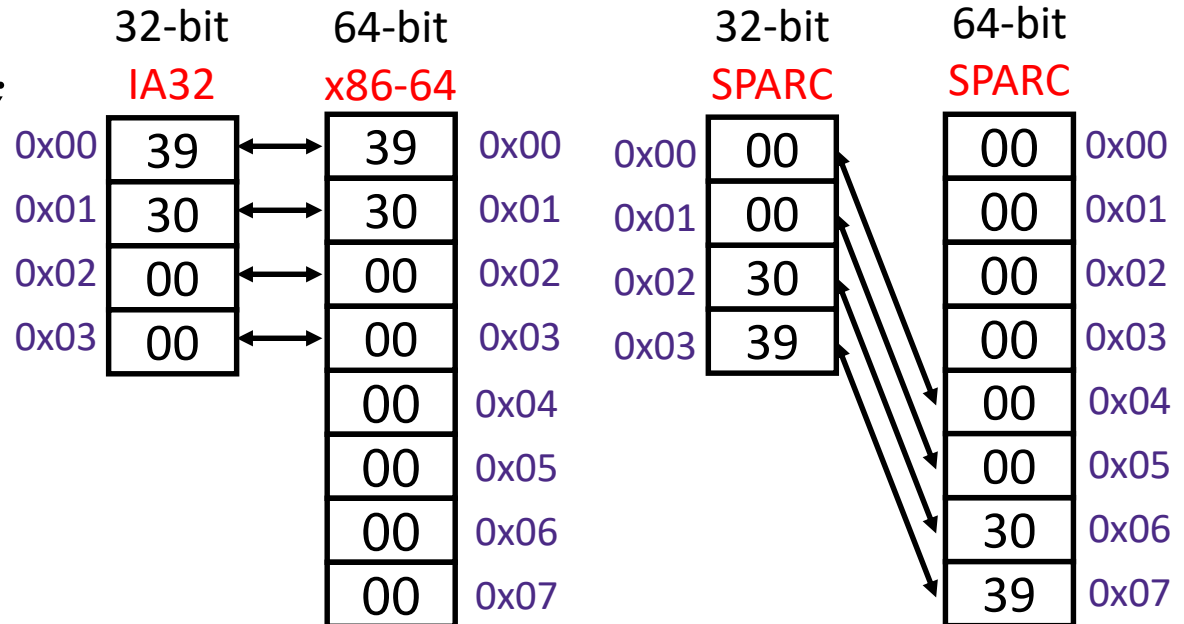 32-bit 64-bit 32-bit 64-bit
; IA32 x86-64 SPARC SPARC
0x00 39 39 0x00 0x00 00 00 0x00
0x01 30 30 0x01 0x01 00 00 0x01
0x02 00 00 0x02 0x02 30 00 0x02
0x03 00 00 0x03 0x03 39 00 0x03
00 0x04 00 0x04
00 0x05 00 0x05
00 0x06 30 0x06
00 0x07 39 0x07